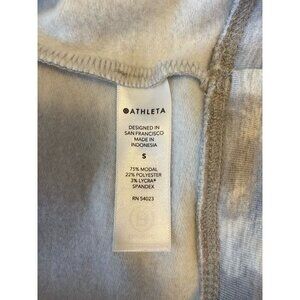 ATHLETA
DESIGNED IN
SAN FRANCISCO
MADE IN
INDONESIA
S
75% MODAL
22% POLYESTER
3% LYCRA®
SPANDEX
RN 54023